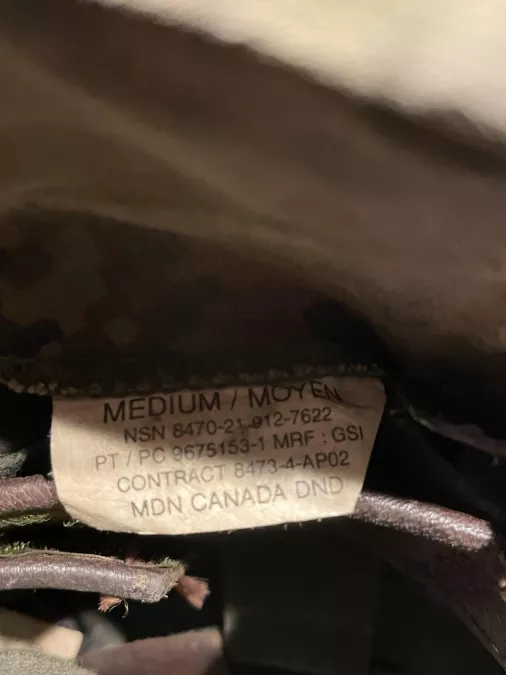 MEDIUM / MOYEN
NSN 8470-21-912-7622
PT / PC 9675153-1 MRF : GSI
CONTRACT 8473-4-AP02
MDN CANADA DND